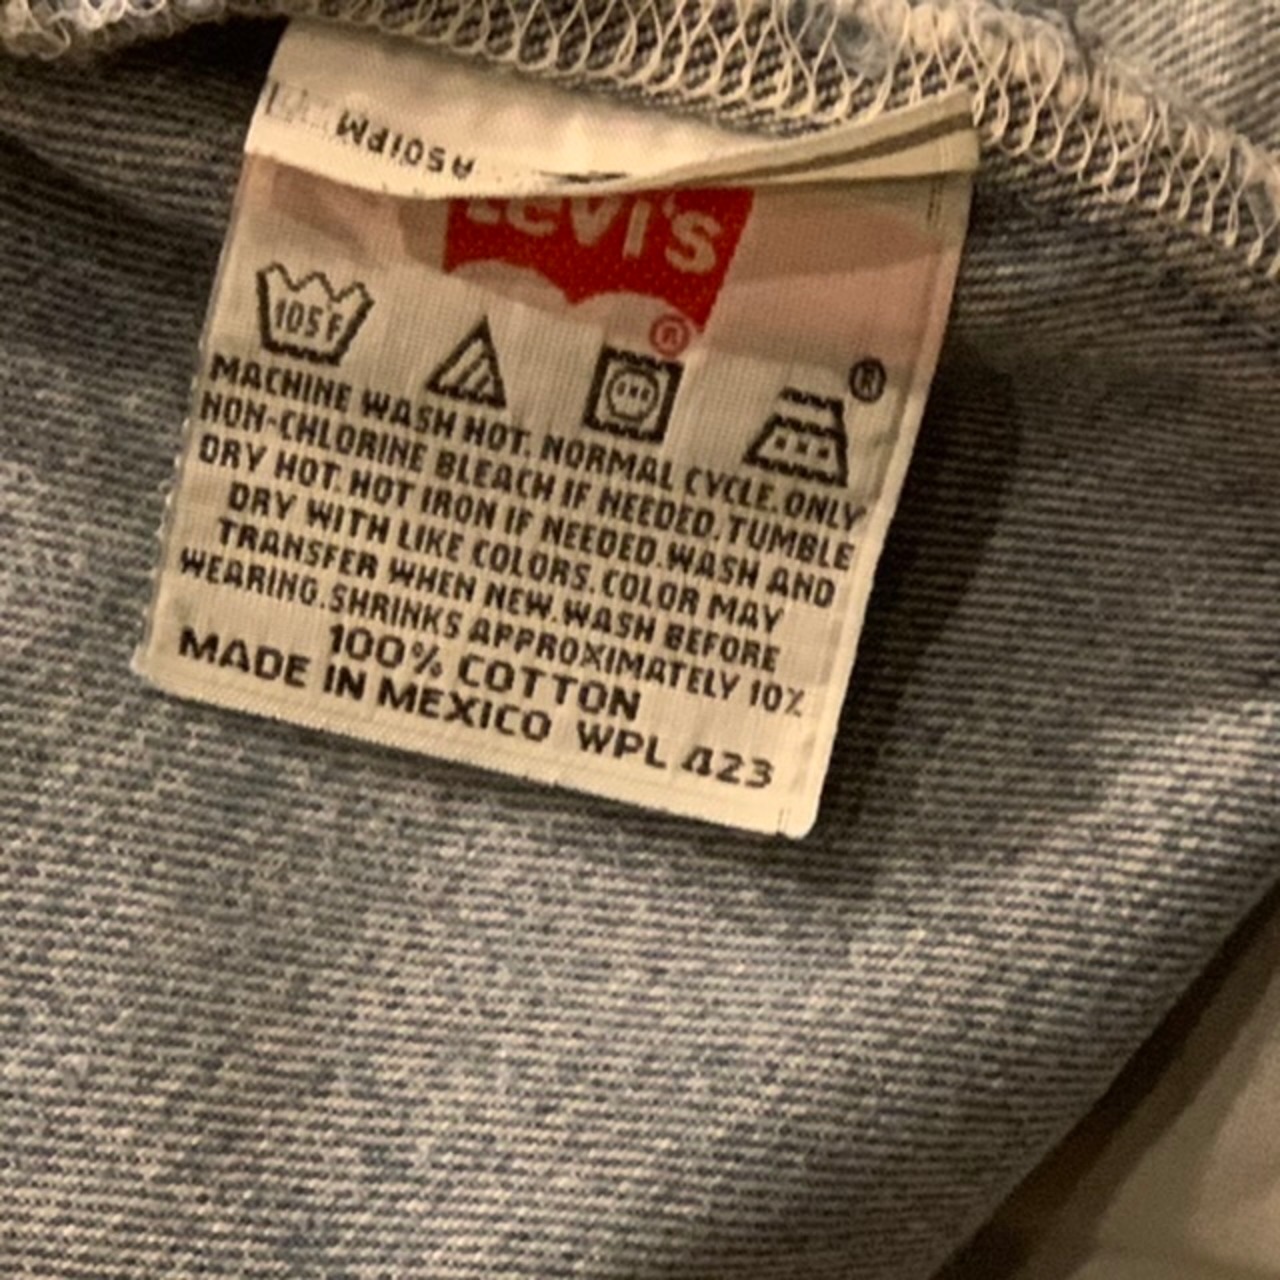 A501PM
Levi's
®
105 F
®
MACHINE WASH HOT. NORMAL CYCLE. ONLY
NON-CHLORINE BLEACH IF NEEDED. TUMBLE
DRY HOT. HOT IRON IF NEEDED. WASH AND
DRY WITH LIKE COLORS. COLOR MAY
TRANSFER WHEN NEW. WASH BEFORE
WEARING. SHRINKS APPROXIMATELY 10%
100% COTTON
MADE IN MEXICO WPL 423